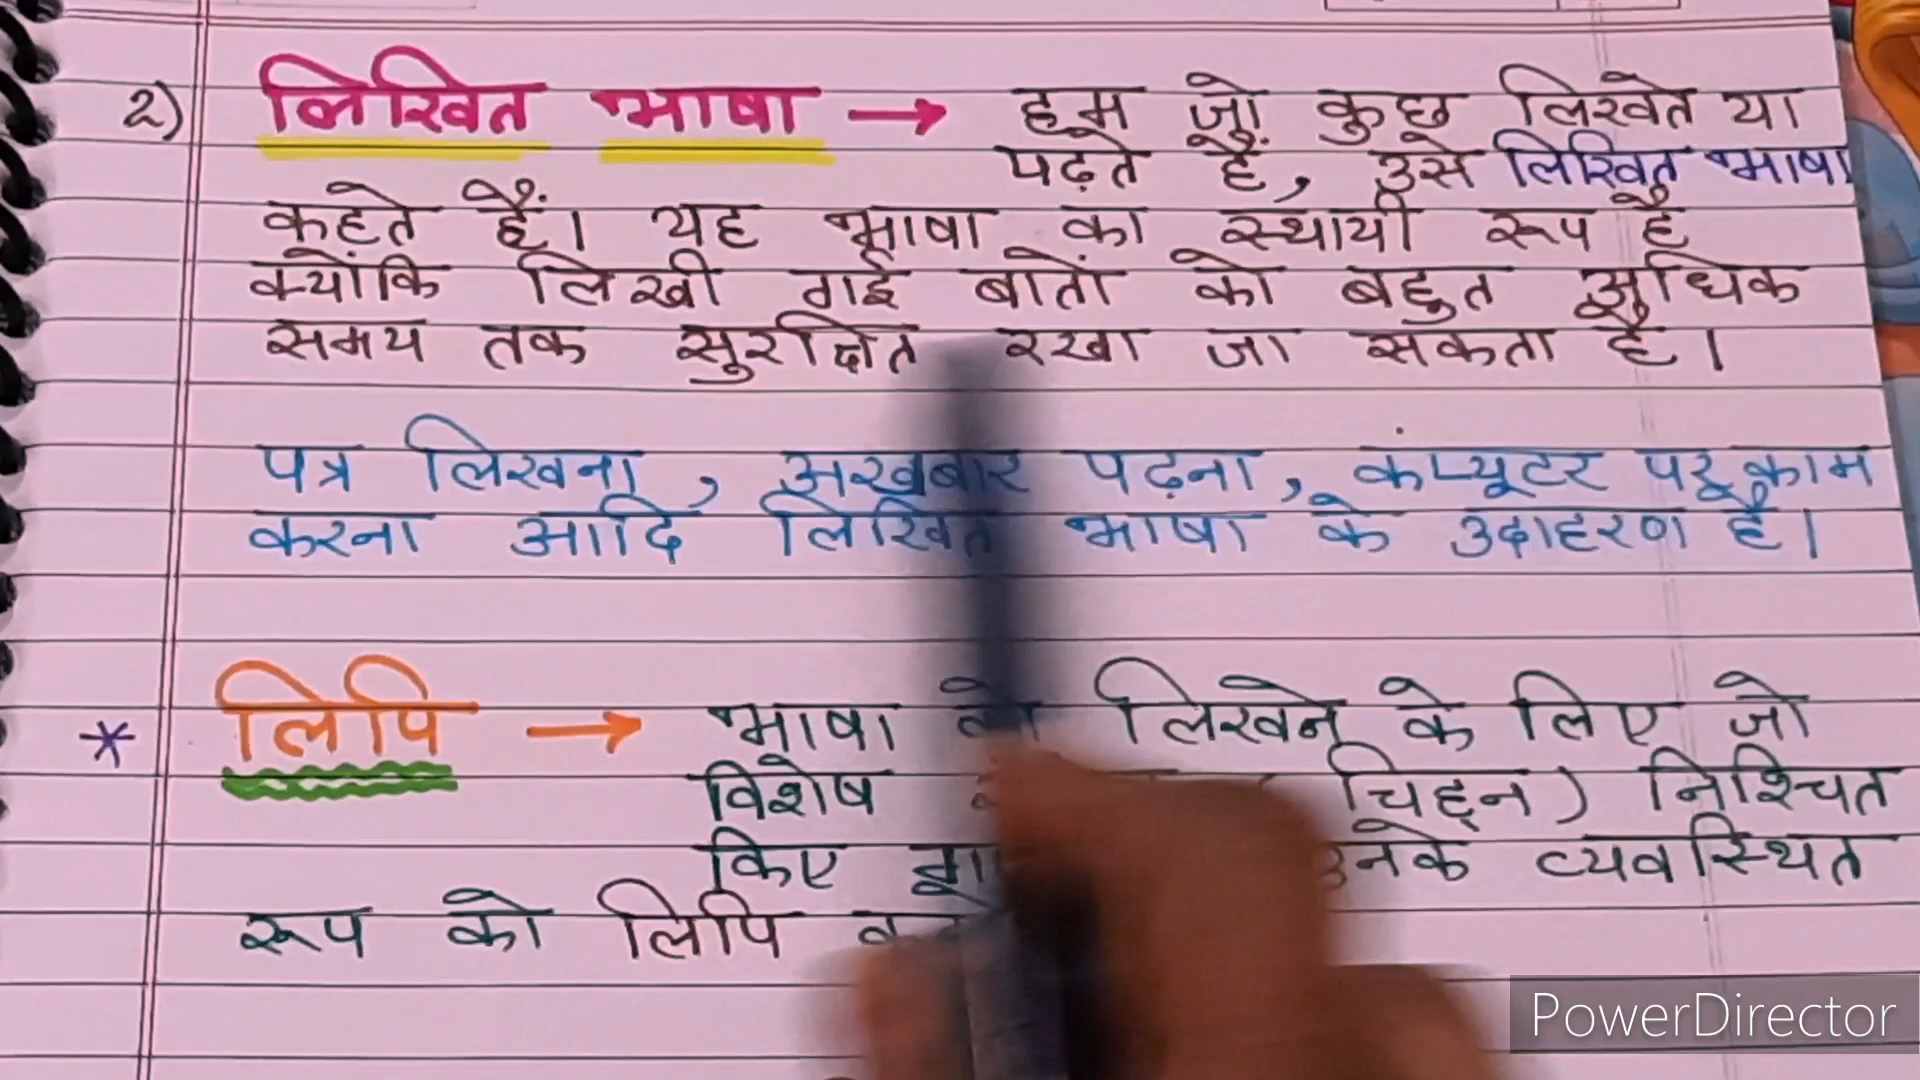 2) लिखित भाषा → हम जो कुछ लिखते या
पढ़ते हैं, उसे लिखित भाषा
कहते हैं। यह भाषा का स्थायी रूप है
क्योंकि लिखी गई बातों को बहुत अधिक
समय तक सुरक्षित रखा जा सकता है।
पत्र लिखना, अखबार पढ़ना, कंप्यूटर पर काम
करना आदि लिखित भाषा के उदाहरण है।
* लिपि → भाषा को लिखने के लिए जो
विशेष (चिह्न) निश्चित
किए उनके व्यवस्थित
रूप को लिपि
PowerDirector